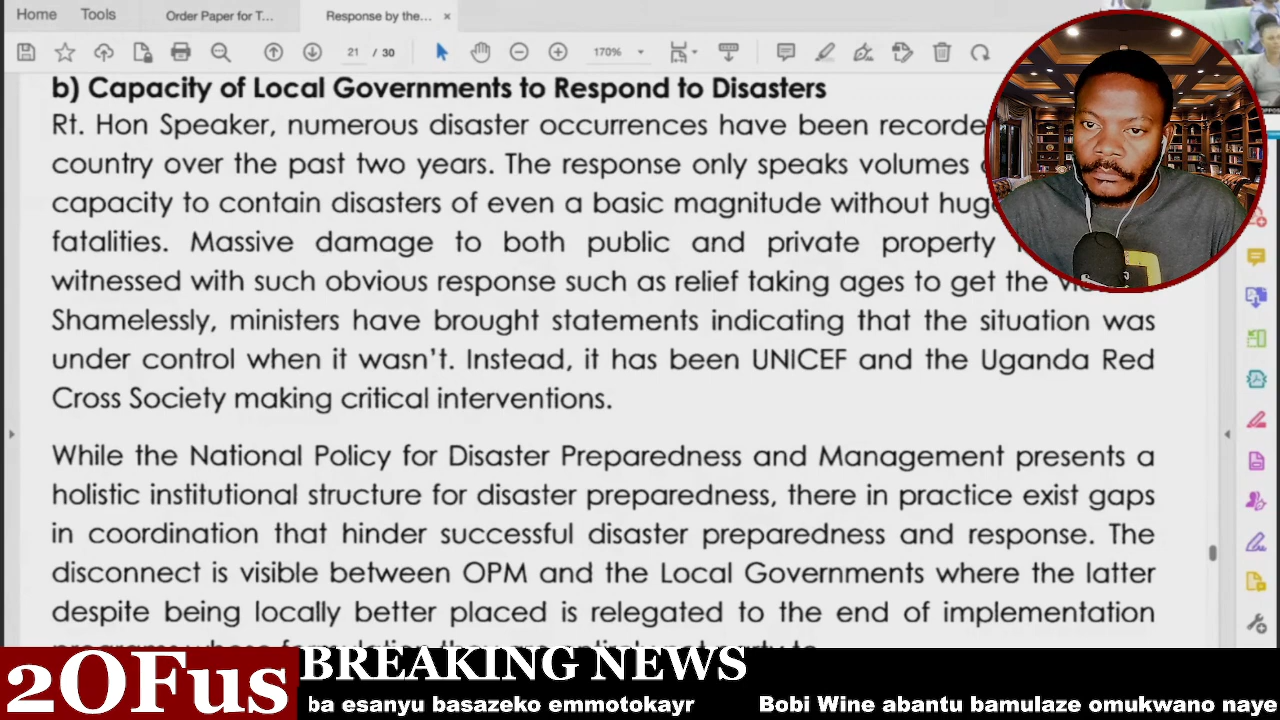 Home Tools Order Paper for T... Response by the... ×
21 / 30 170%
b) Capacity of Local Governments to Respond to Disasters
Rt. Hon Speaker, numerous disaster occurrences have been
country over the past two years. The response only speaks volumes
capacity to contain disasters of even a basic magnitude without
fatalities. Massive damage to both public and private property
witnessed with such obvious response such as relief taking ages to get the
Shamelessly, ministers have brought statements indicating that the situation was
under control when it wasn't. Instead, it has been UNICEF and the Uganda Red
Cross Society making critical interventions.
While the National Policy for Disaster Preparedness and Management presents a
holistic institutional structure for disaster preparedness, there in practice exist gaps
in coordination that hinder successful disaster preparedness and response. The
disconnect is visible between OPM and the Local Governments where the latter
despite being locally better placed is relegated to the end of implementation
2OFus
BREAKING NEWS
ba esanyu basazeko emmotokayr Bobi Wine abantu bamulaze omukwano naye